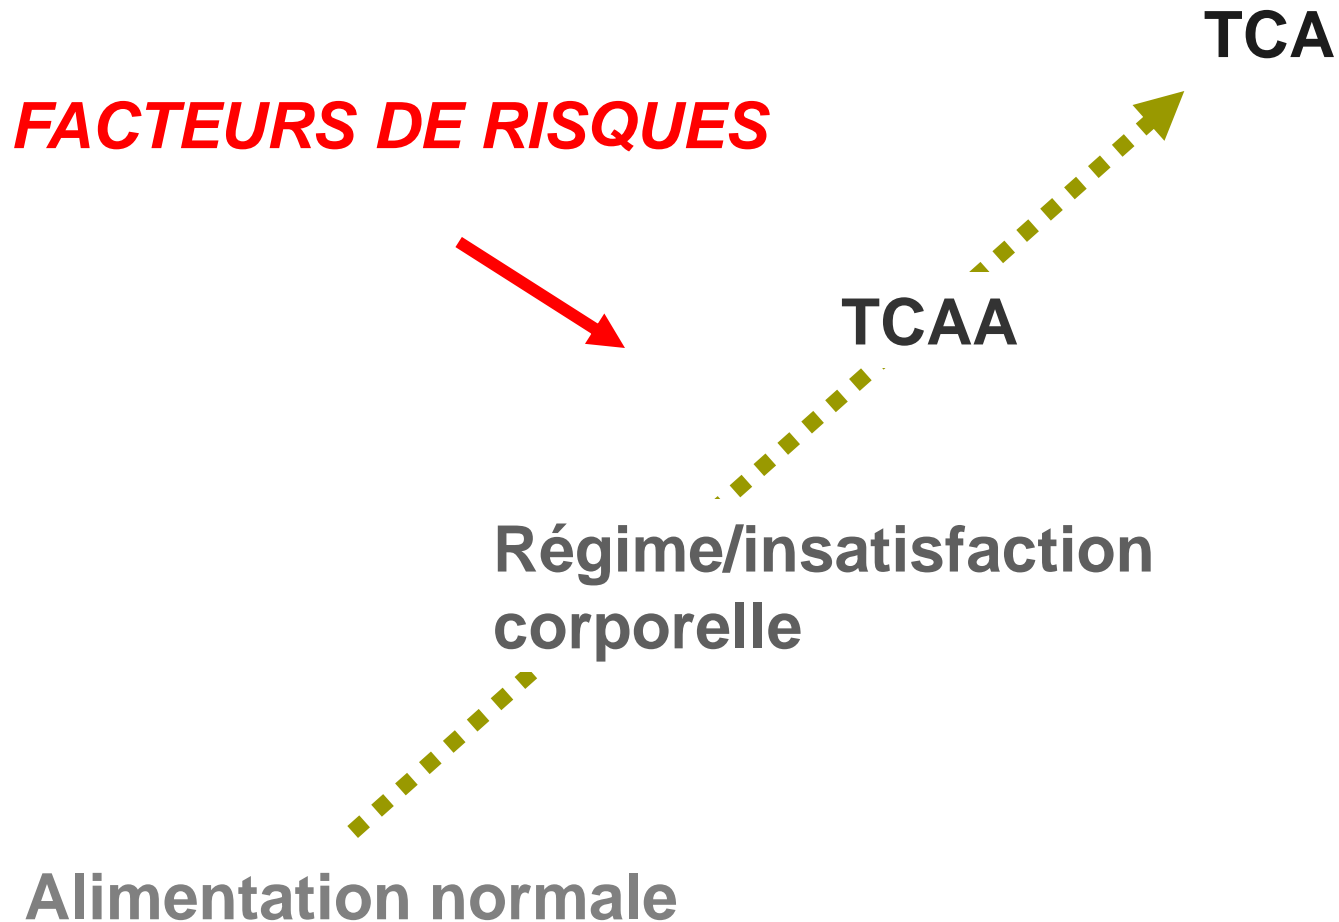 TCA
FACTEURS DE RISQUES
TCAA
Régime/insatisfaction
corporelle
Alimentation normale